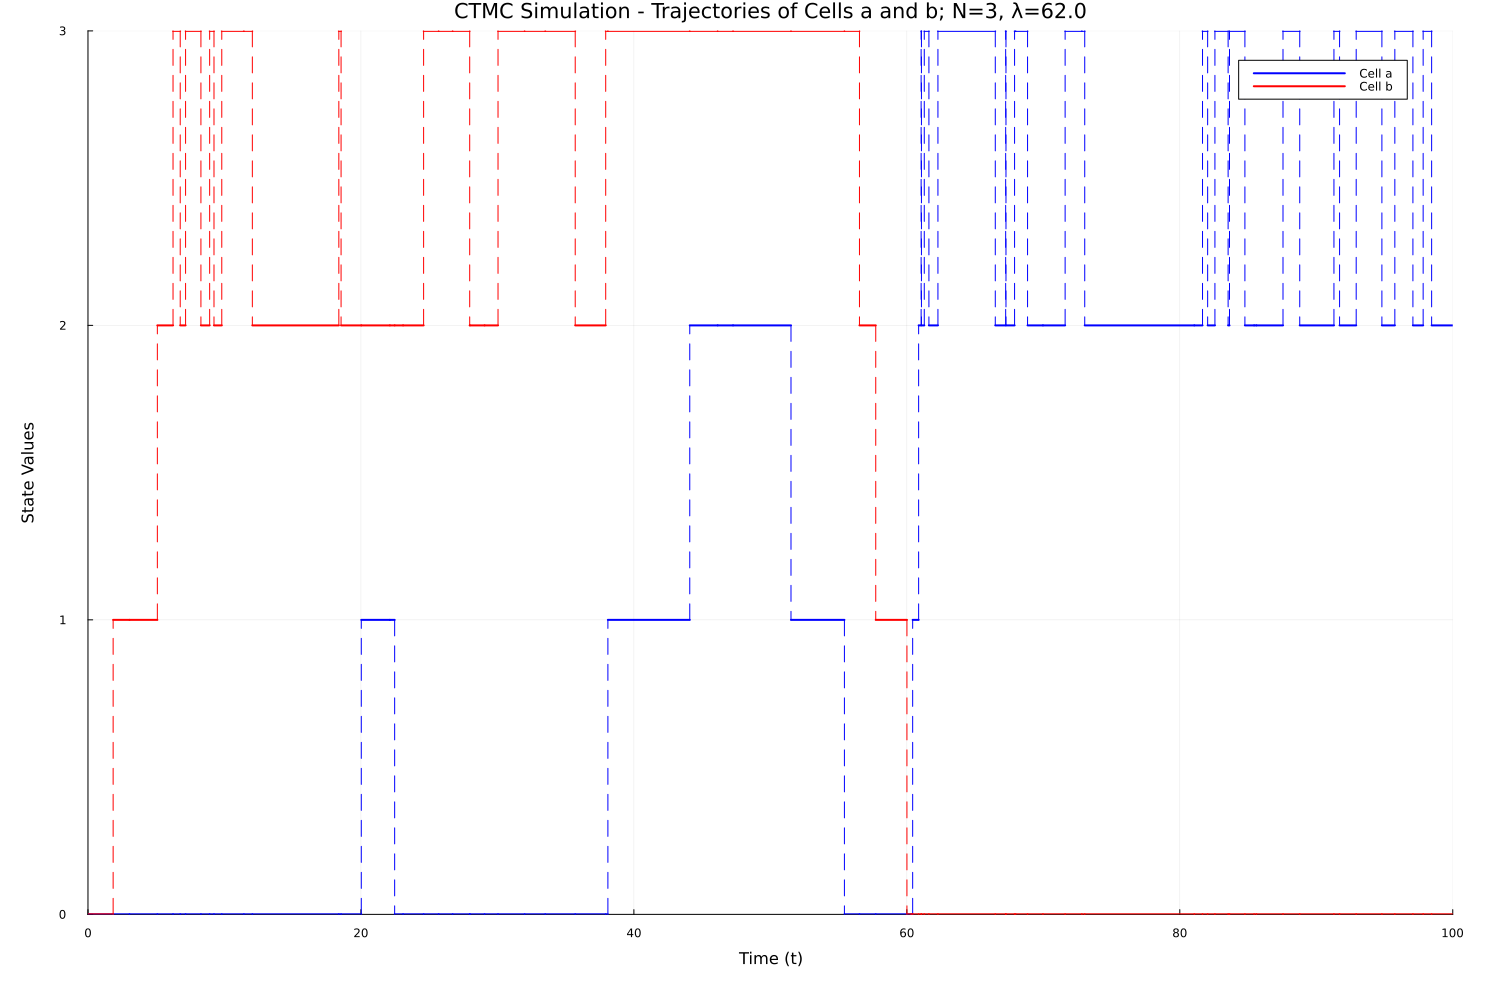 CTMC Simulation - Trajectories of Cells a and b; N=3, λ=62.0
3
Cell a
Cell b
2
State Values
1
0
0 20 40 60 80 100
Time (t)